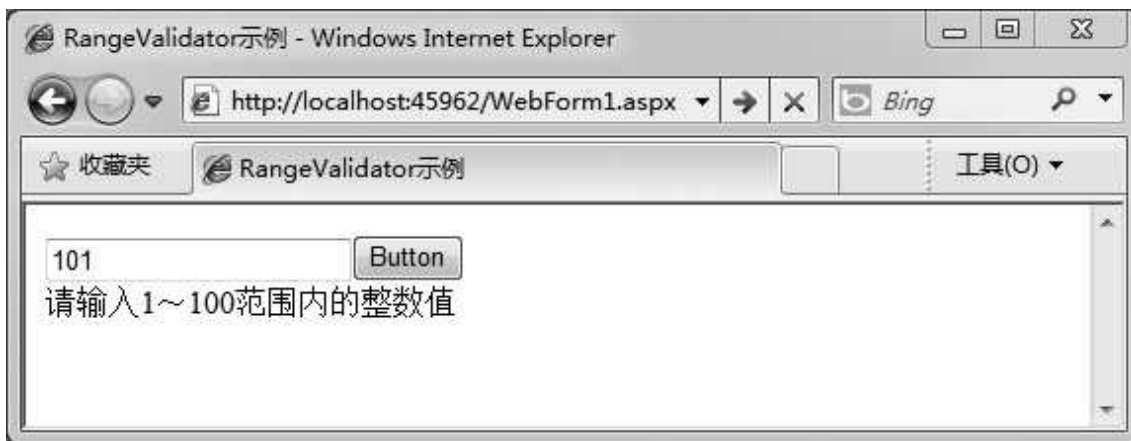 RangeValidator示例 - Windows Internet Explorer
http://localhost:45962/WebForm1.aspx Bing
收藏夹 RangeValidator示例 工具(O)
101 Button
请输入1～100范围内的整数值